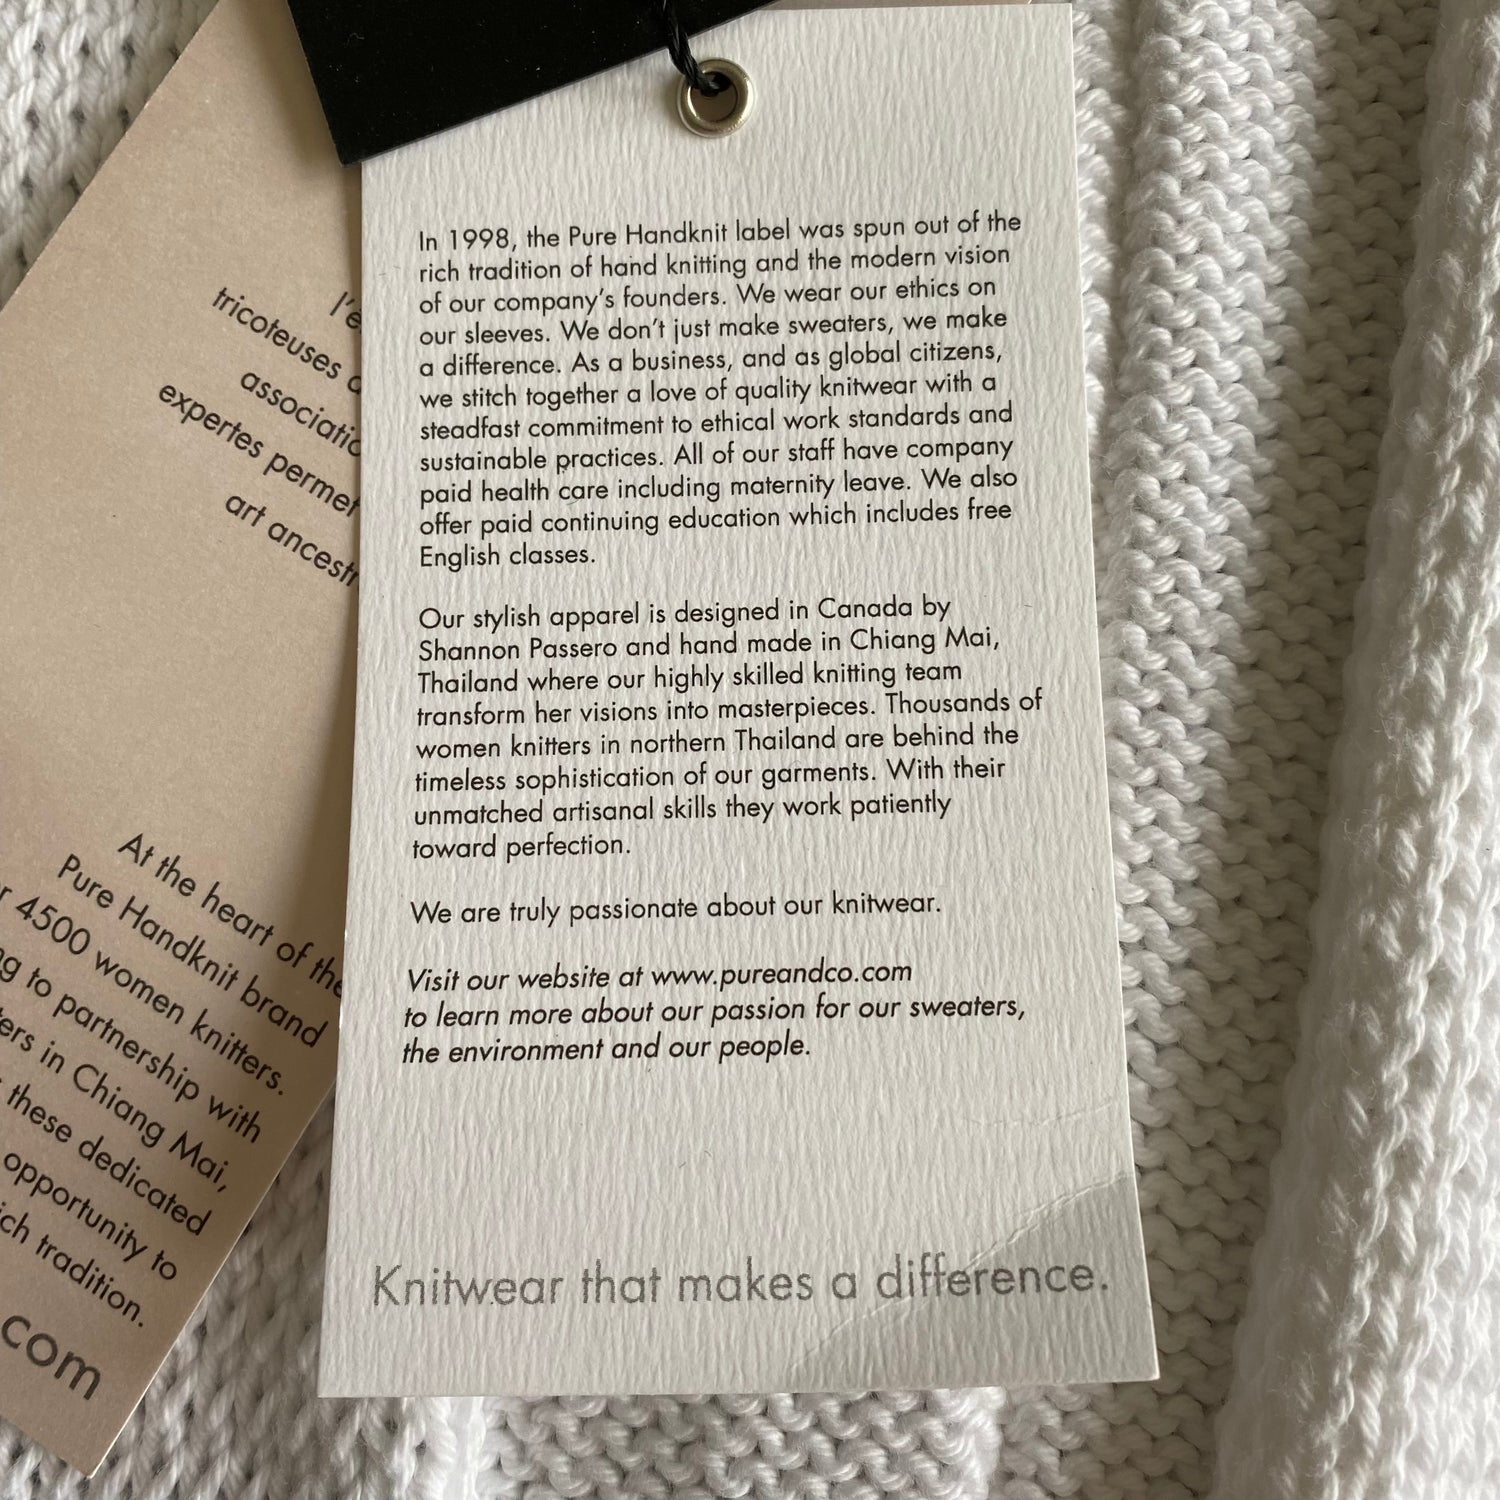 In 1998, the Pure Handknit label was spun out of the
rich tradition of hand knitting and the modern vision
of our company's founders. We wear our ethics on
our sleeves. We don't just make sweaters, we make
a difference. As a business, and as global citizens,
we stitch together a love of quality knitwear with a
steadfast commitment to ethical work standards and
sustainable practices. All of our staff have company
paid health care including maternity leave. We also
offer paid continuing education which includes free
English classes.
Our stylish apparel is designed in Canada by
Shannon Passero and hand made in Chiang Mai,
Thailand where our highly skilled knitting team
transform her visions into masterpieces. Thousands of
women knitters in northern Thailand are behind the
timeless sophistication of our garments. With their
unmatched artisanal skills they work patiently
toward perfection.
We are truly passionate about our knitwear.
Visit our website at www.pureandco.com
to learn more about our passion for our sweaters,
the environment and our people.
Knitwear that makes a difference.
tricoteuses
expertes
art
At the heart of the
Pure Handknit brand
4500 women knitters.
to partnership with
in Chiang Mai,
these dedicated
opportunity to
tradition.
com